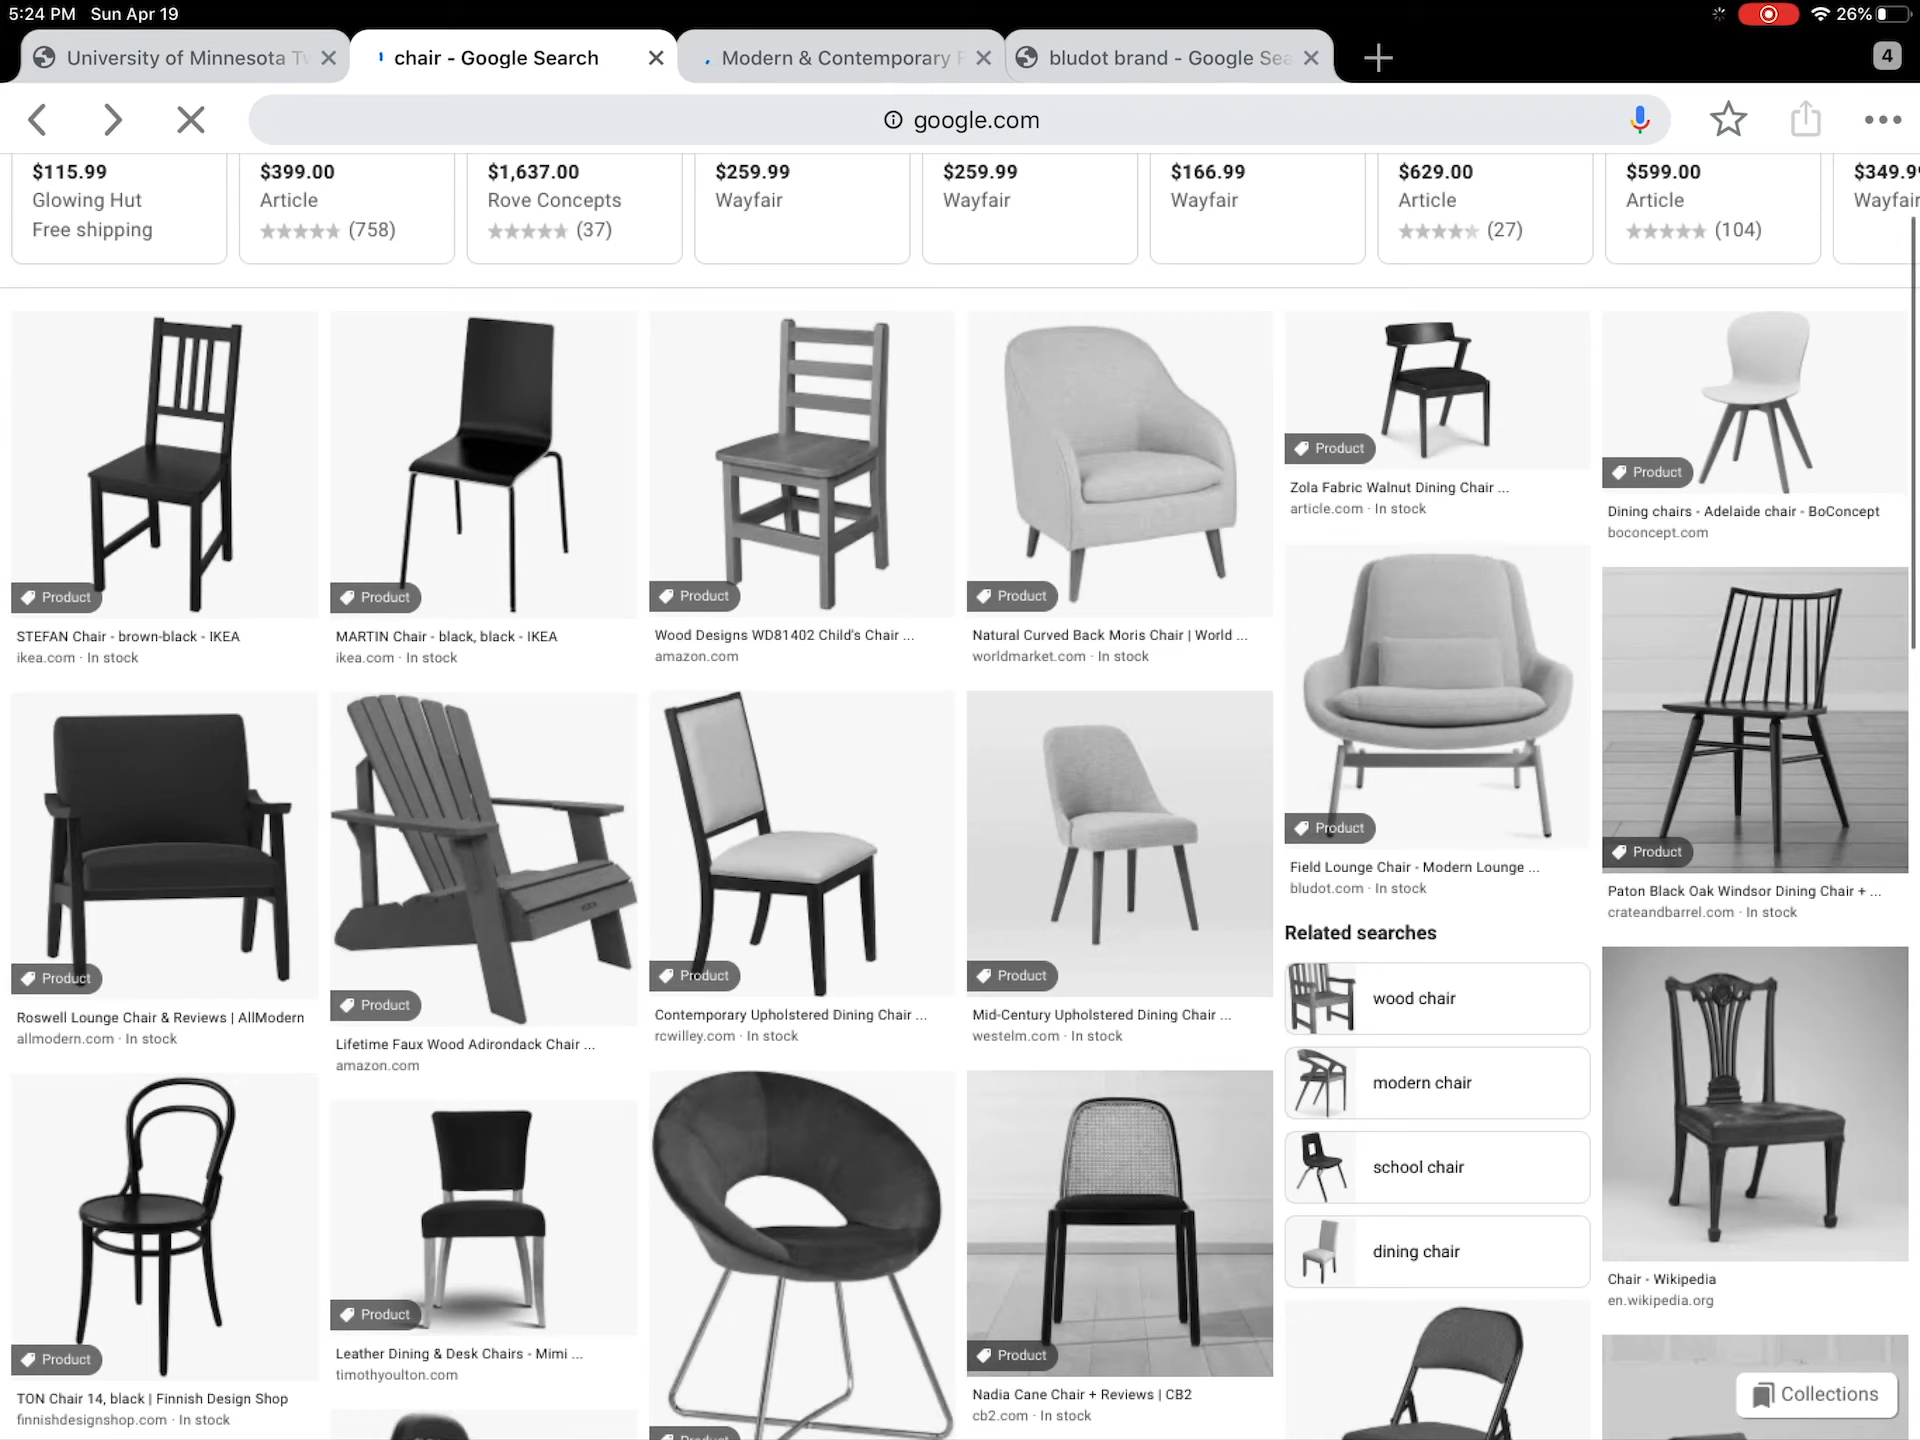 5:24 PM Sun Apr 19
26%
University of Minnesota Tw
chair - Google Search
Modern & Contemporary F
bludot brand - Google Sea
4
google.com
$115.99
Glowing Hut
Free shipping
$399.00
Article
(758)
$1,637.00
Rove Concepts
(37)
$259.99
Wayfair
$259.99
Wayfair
$166.99
Wayfair
$629.00
Article
(27)
$599.00
Article
(104)
$349.9
Wayfair
Product
STEFAN Chair - brown-black - IKEA
ikea.com · In stock
Product
MARTIN Chair - black, black - IKEA
ikea.com · In stock
Product
Wood Designs WD81402 Child's Chair ...
amazon.com
Product
Natural Curved Back Moris Chair | World ...
worldmarket.com · In stock
Product
Zola Fabric Walnut Dining Chair ...
article.com · In stock
Product
Dining chairs - Adelaide chair - BoConcept
boconcept.com
Product
Roswell Lounge Chair & Reviews | AllModern
allmodern.com · In stock
Product
Lifetime Faux Wood Adirondack Chair ...
amazon.com
Product
Contemporary Upholstered Dining Chair ...
rcwilley.com · In stock
Product
Mid-Century Upholstered Dining Chair ...
westelm.com · In stock
Product
Field Lounge Chair - Modern Lounge ...
bludot.com · In stock
Product
Paton Black Oak Windsor Dining Chair + ...
crateandbarrel.com · In stock
Related searches
wood chair
modern chair
school chair
dining chair
Chair - Wikipedia
en.wikipedia.org
Product
TON Chair 14, black | Finnish Design Shop
finnishdesignshop.com · In stock
Product
Leather Dining & Desk Chairs - Mimi ...
timothyoulton.com
Product
Product
Nadia Cane Chair + Reviews | CB2
cb2.com · In stock
Collections